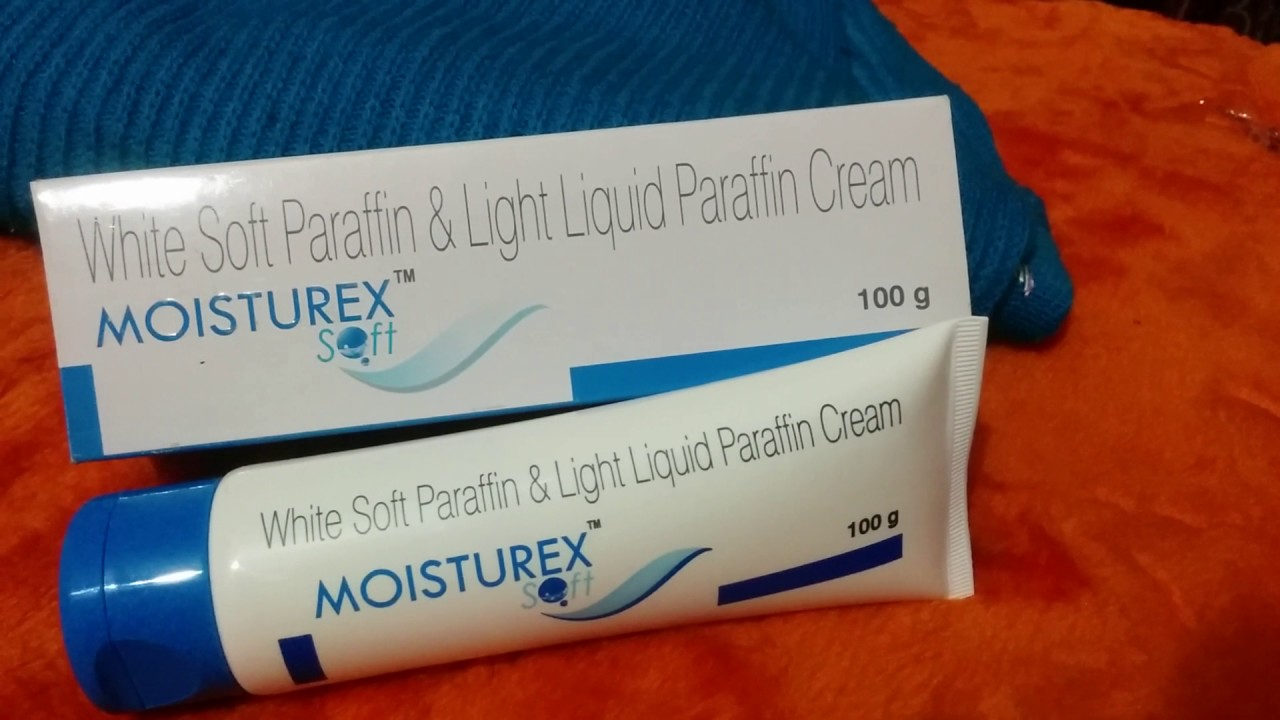 White Soft Paraffin & Light Liquid Paraffin Cream
MOISTUREX™
Soft
100 g
White Soft Paraffin & Light Liquid Paraffin Cream
MOISTUREX™
Soft
100 g